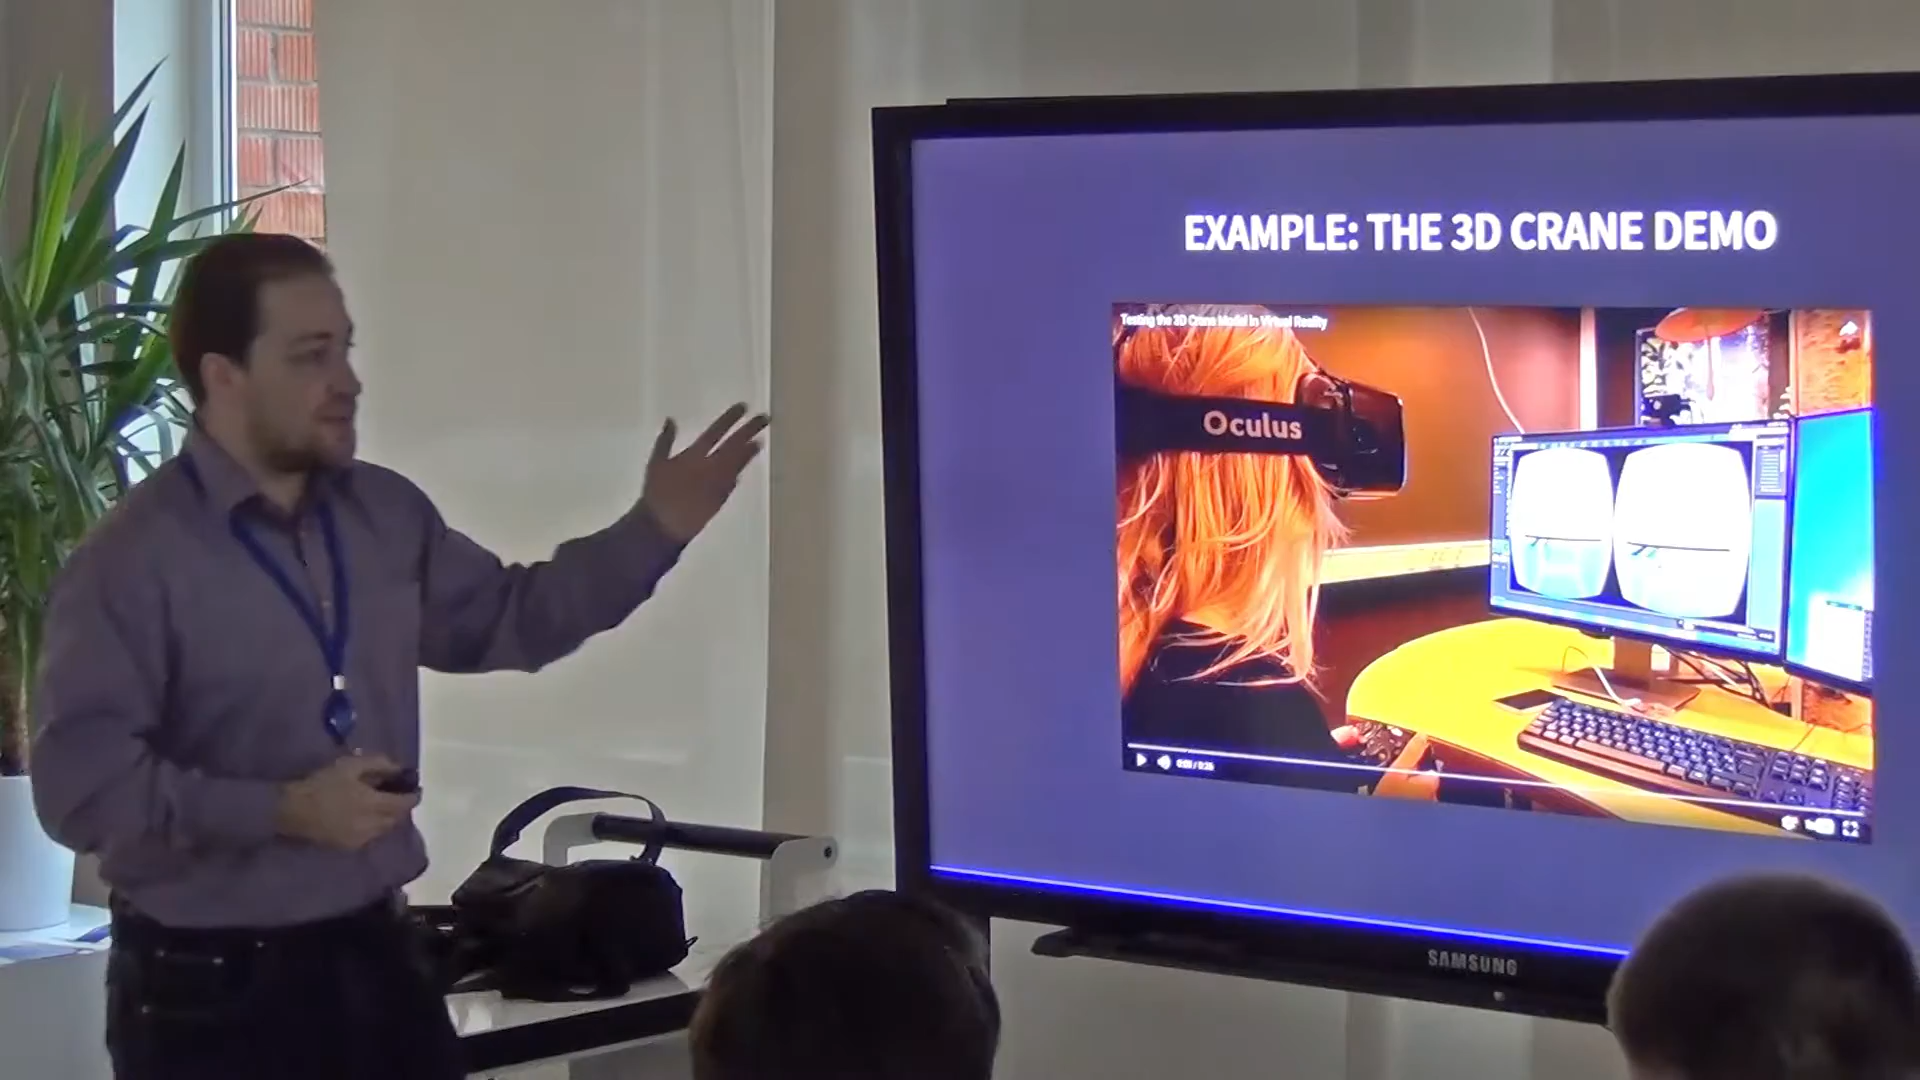 EXAMPLE: THE 3D CRANE DEMO
Testing the 3D Crane Model in Virtual Reality
Oculus
SAMSUNG